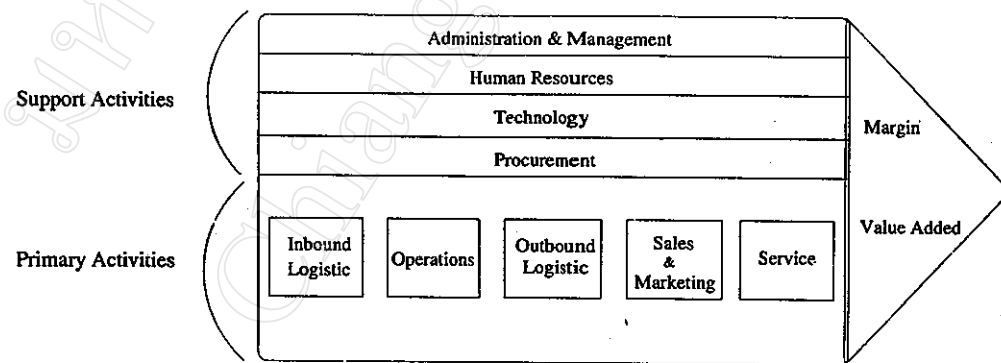 Administration & Management
Human Resources
Support Activities
Technology
Margin
Procurement
Value Added
Primary Activities
Inbound
Logistic
Operations
Outbound
Logistic
Sales
&
Marketing
Service
Chiang